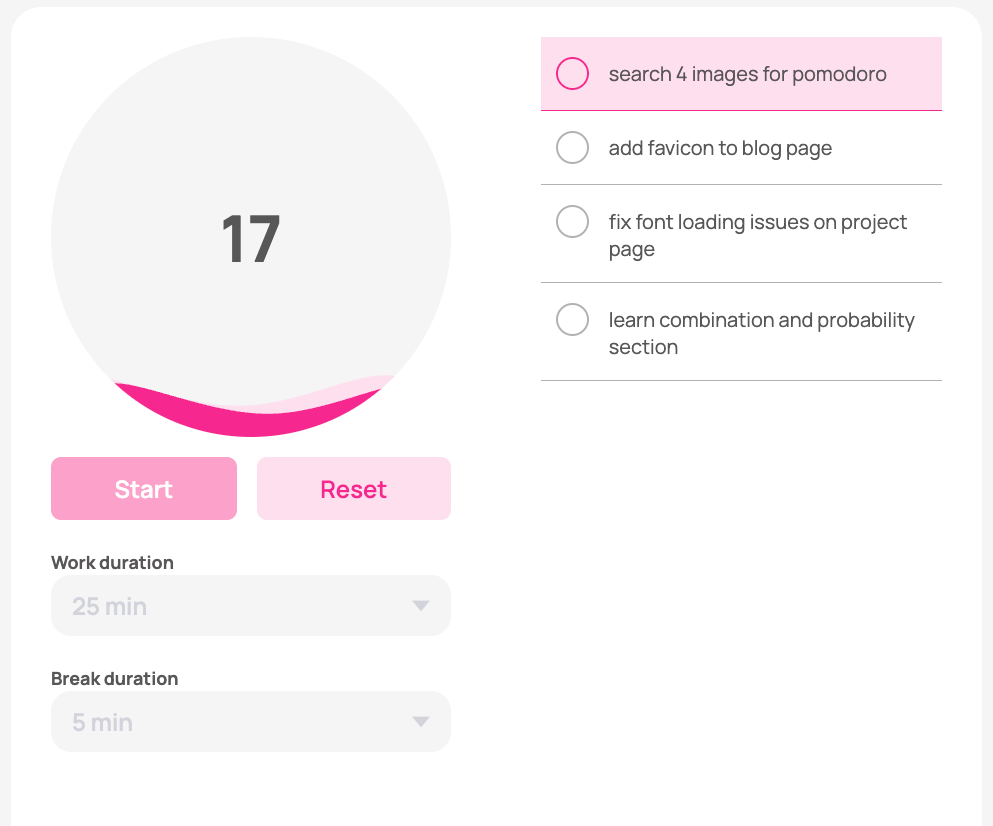 17
Start
Reset
Work duration
25 min
Break duration
5 min
search 4 images for pomodoro
add favicon to blog page
fix font loading issues on project
page
learn combination and probability
section